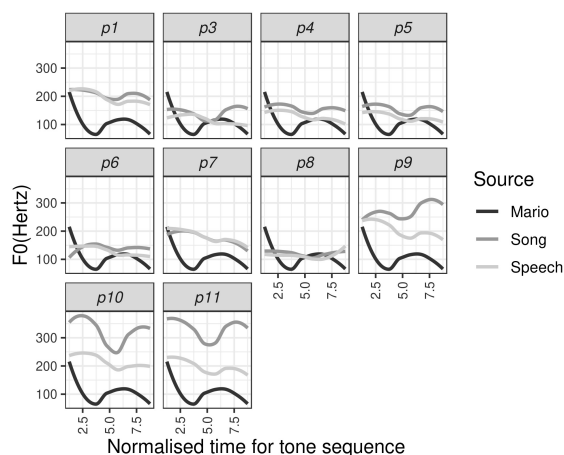 p1 p3 p4 p5
300
200
100
p6 p7 p8 p9
300
200
100
p10 p11
2.5 5.0 7.5 2.5 5.0 7.5
300
200
100
2.5 5.0 7.5 2.5 5.0 7.5
F0(Hertz)
Normalised time for tone sequence
Source
Mario
Song
Speech